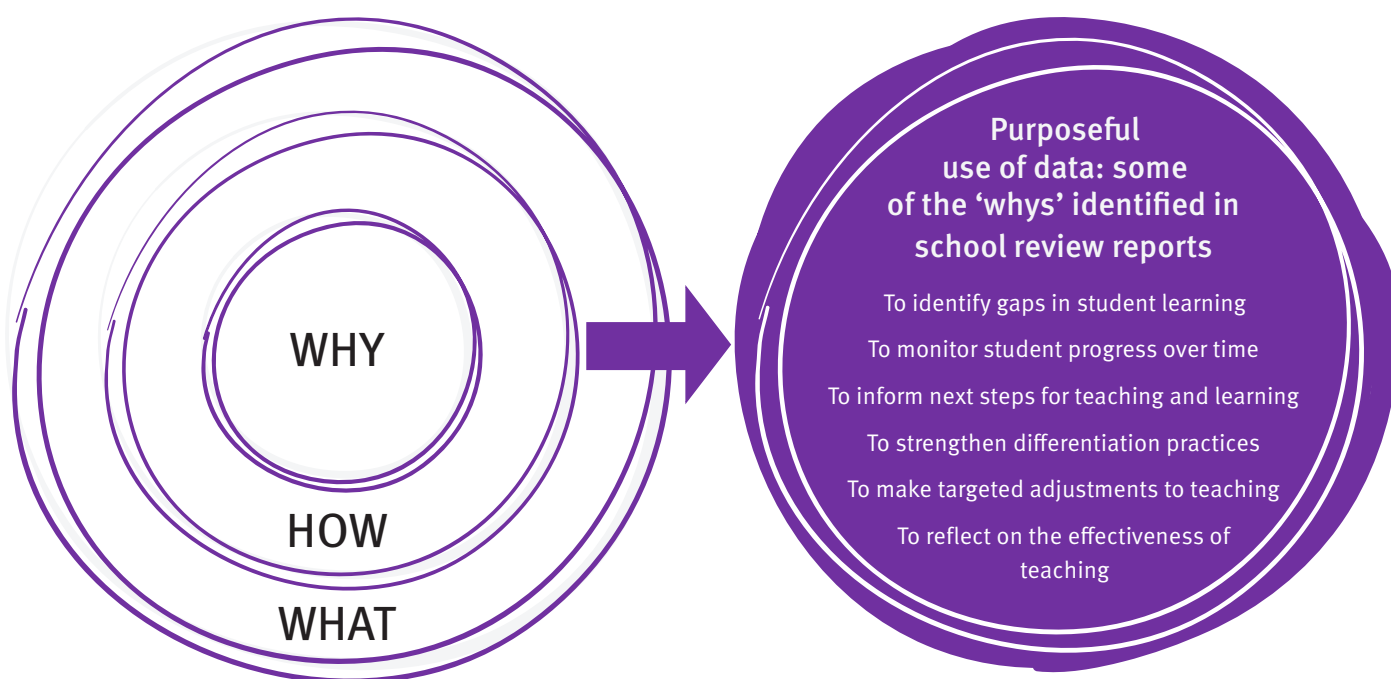 WHY
HOW
WHAT
Purposeful
use of data: some
of the ‘whys’ identified in
school review reports
To identify gaps in student learning
To monitor student progress over time
To inform next steps for teaching and learning
To strengthen differentiation practices
To make targeted adjustments to teaching
To reflect on the effectiveness of
teaching